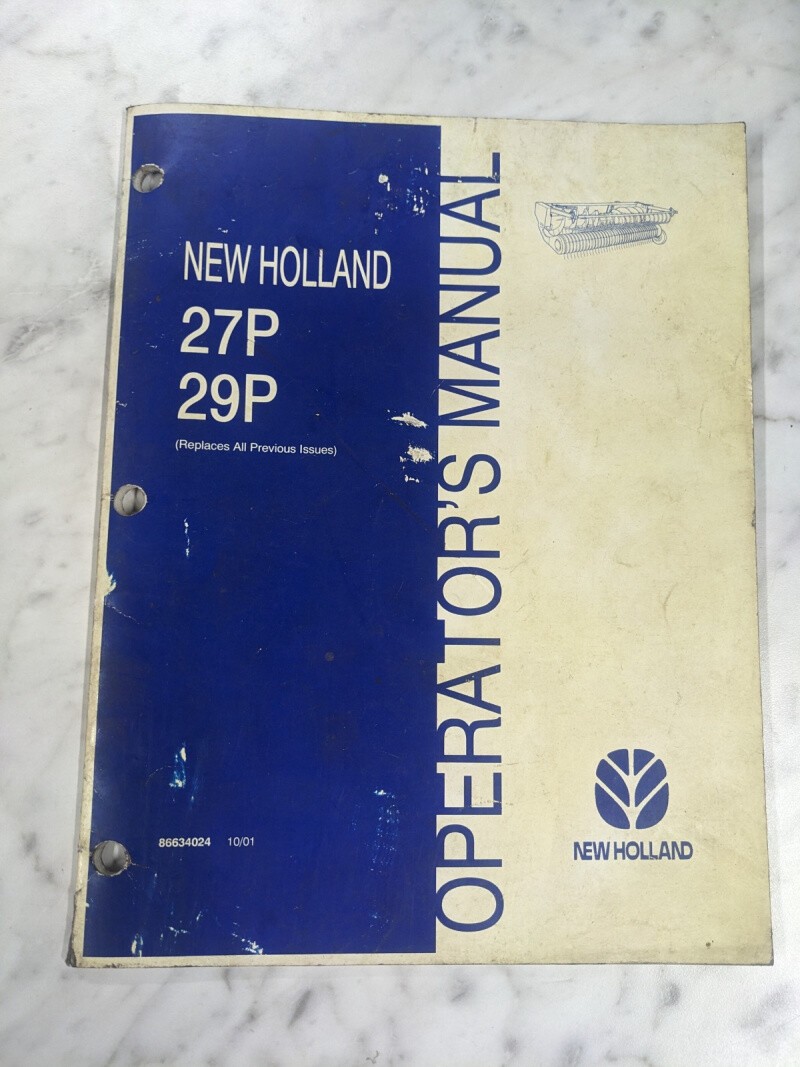 NEW HOLLAND
27P
29P
(Replaces All Previous Issues)
86634024 10/01
OPERATOR'S MANUAL
NEW HOLLAND